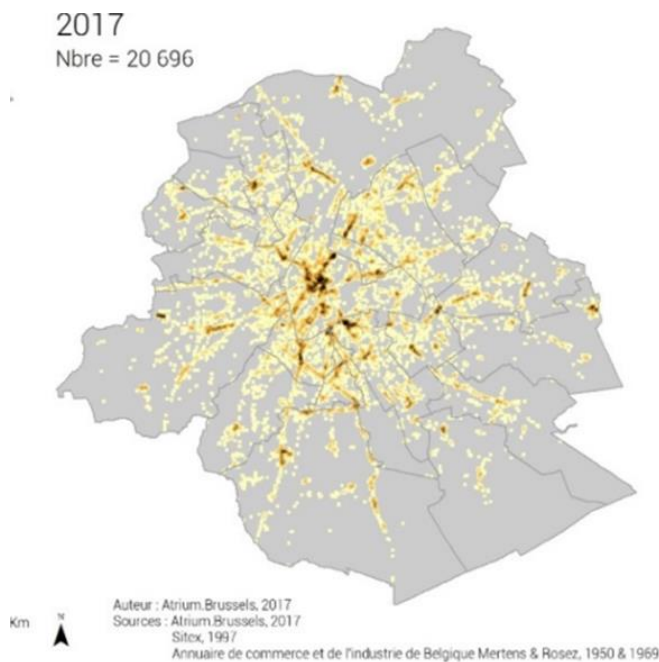 2017
Nbre = 20 696
Km
N
Auteur : Atrium.Brussels, 2017
Sources : Atrium.Brussels, 2017
Sitex, 1997
Annuaire de commerce et de l'industrie de Belgique Mertens & Rosez, 1950 & 1969